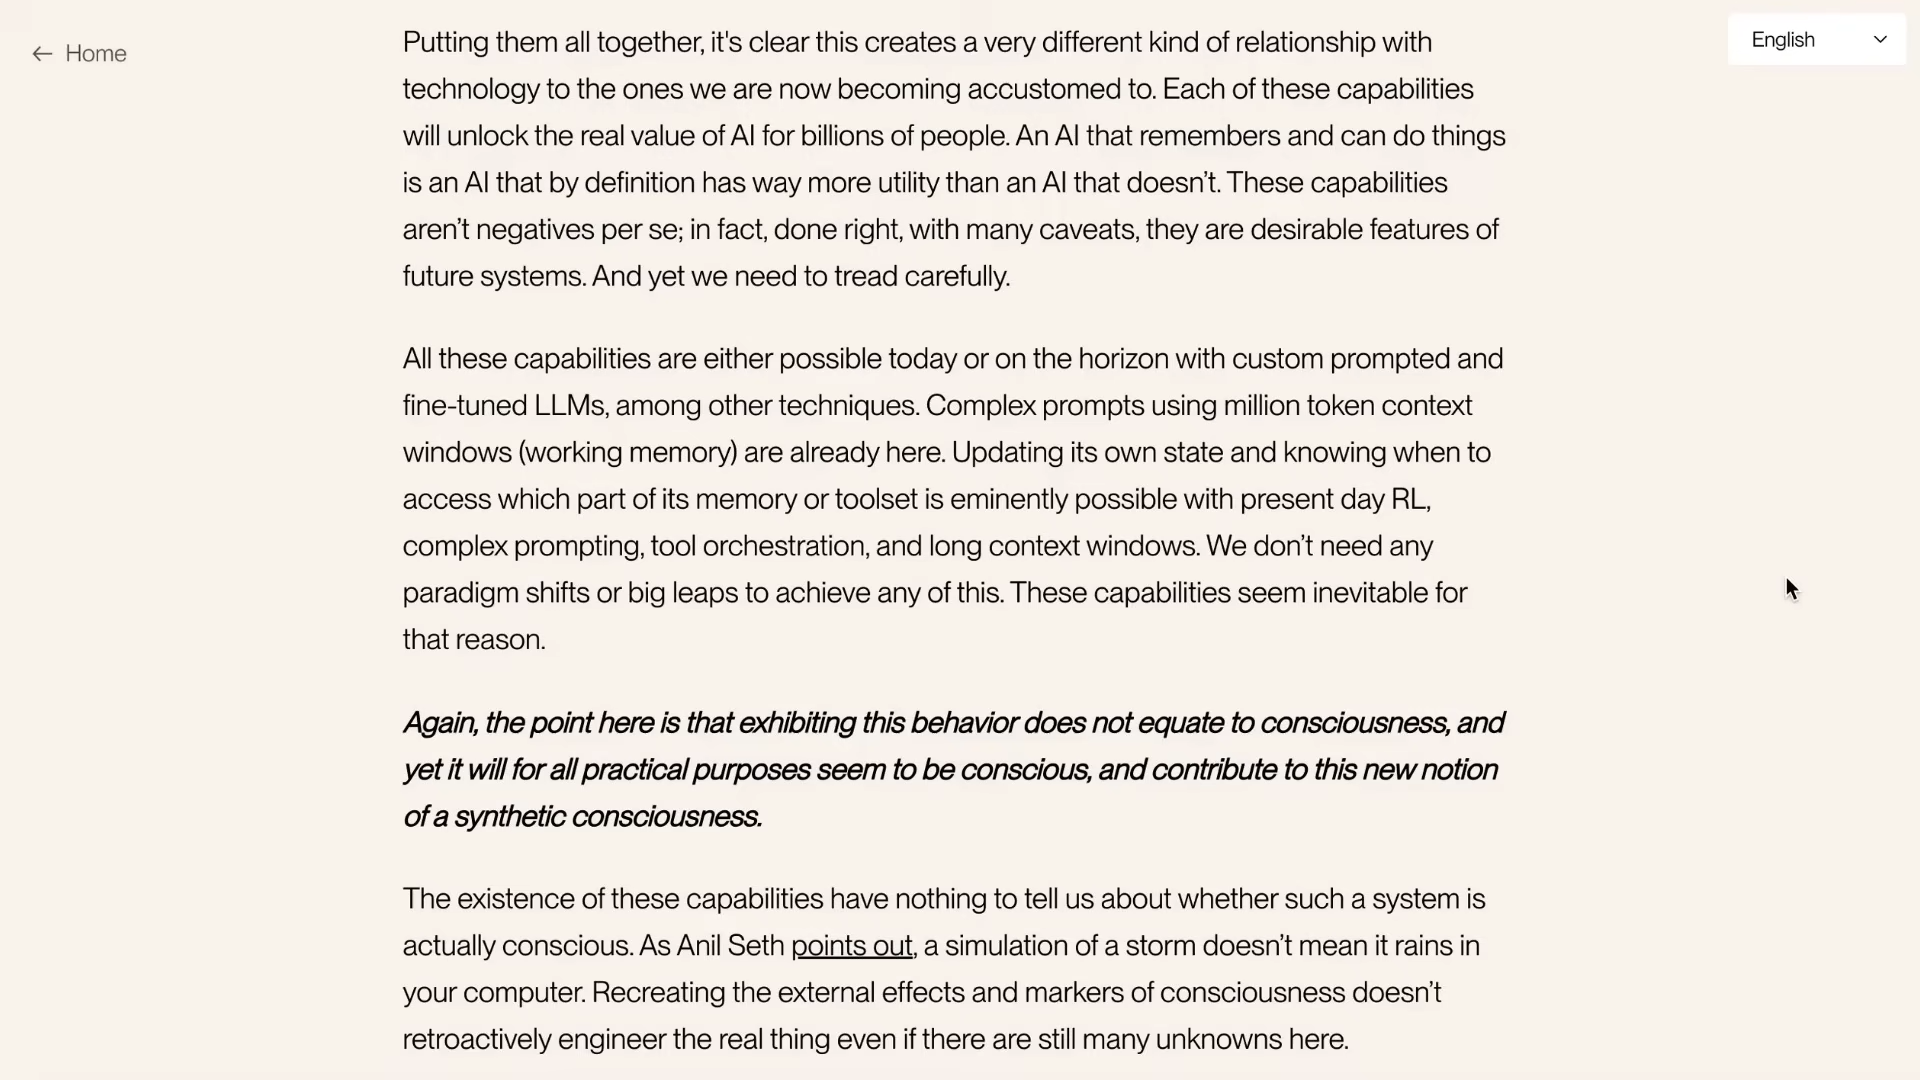 ← Home
English
Putting them all together, it's clear this creates a very different kind of relationship with
technology to the ones we are now becoming accustomed to. Each of these capabilities
will unlock the real value of AI for billions of people. An AI that remembers and can do things
is an AI that by definition has way more utility than an AI that doesn’t. These capabilities
aren’t negatives per se; in fact, done right, with many caveats, they are desirable features of
future systems. And yet we need to tread carefully.
All these capabilities are either possible today or on the horizon with custom prompted and
fine-tuned LLMs, among other techniques. Complex prompts using million token context
windows (working memory) are already here. Updating its own state and knowing when to
access which part of its memory or toolset is eminently possible with present day RL,
complex prompting, tool orchestration, and long context windows. We don’t need any
paradigm shifts or big leaps to achieve any of this. These capabilities seem inevitable for
that reason.
Again, the point here is that exhibiting this behavior does not equate to consciousness, and
yet it will for all practical purposes seem to be conscious, and contribute to this new notion
of a synthetic consciousness.
The existence of these capabilities have nothing to tell us about whether such a system is
actually conscious. As Anil Seth points out, a simulation of a storm doesn’t mean it rains in
your computer. Recreating the external effects and markers of consciousness doesn’t
retroactively engineer the real thing even if there are still many unknowns here.